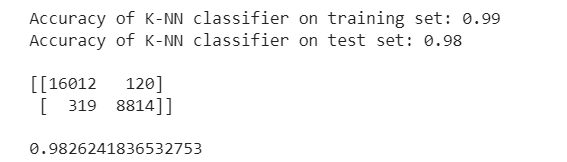 Accuracy of K-NN classifier on training set: 0.99
Accuracy of K-NN classifier on test set: 0.98
[[16012   120]
 [  319  8814]]
0.9826241836532753